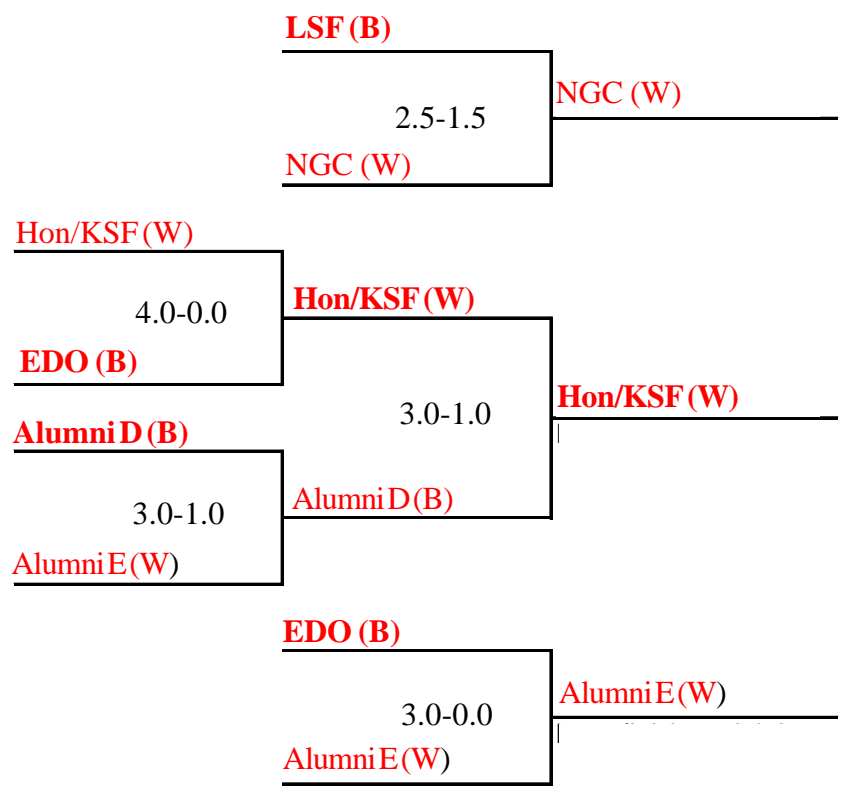 LSF (B)
2.5-1.5
NGC (W)
NGC (W)
Hon/KSF (W)
4.0-0.0
EDO (B)
Hon/KSF (W)
Alumni D (B)
3.0-1.0
Alumni E (W)
Alumni D (B)
3.0-1.0
Hon/KSF (W)
EDO (B)
3.0-0.0
Alumni E (W)
Alumni E (W)